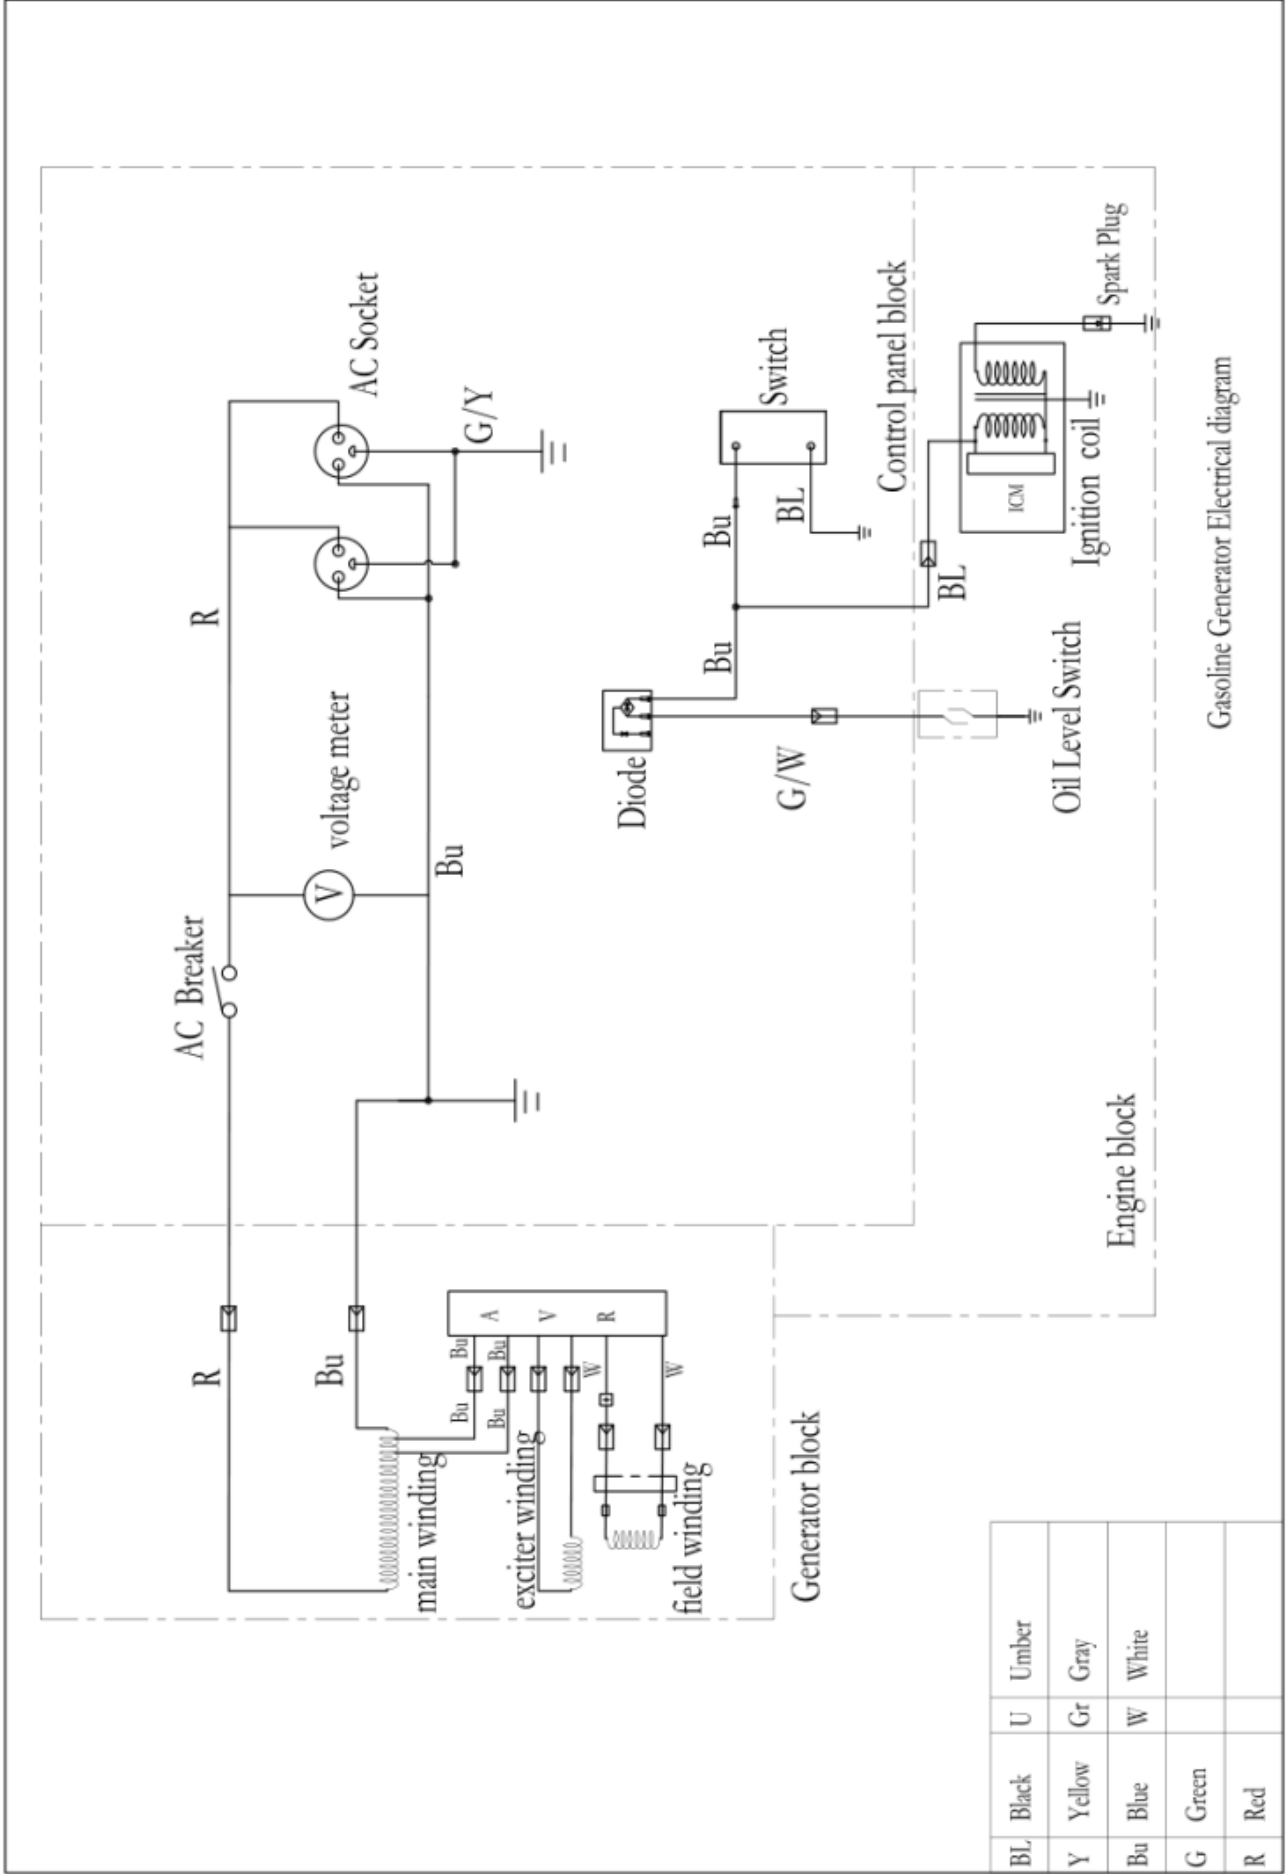 AC Breaker
R
R
voltage meter
V
AC Socket
G/Y
Bu
Bu
R
Bu
Bu
Bu
Bu
A
V
R
W
W
main winding
exciter winding
field winding
Generator block
Diode
G/W
Bu
Bu
BL
Switch
Control panel block
BL
ICM
Ignition coil
Spark Plug
Oil Level Switch
Engine block
Gasoline Generator Electrical diagram
BL Black U Umber
Y Yellow Gr Gray
Bu Blue W White
G Green
R Red